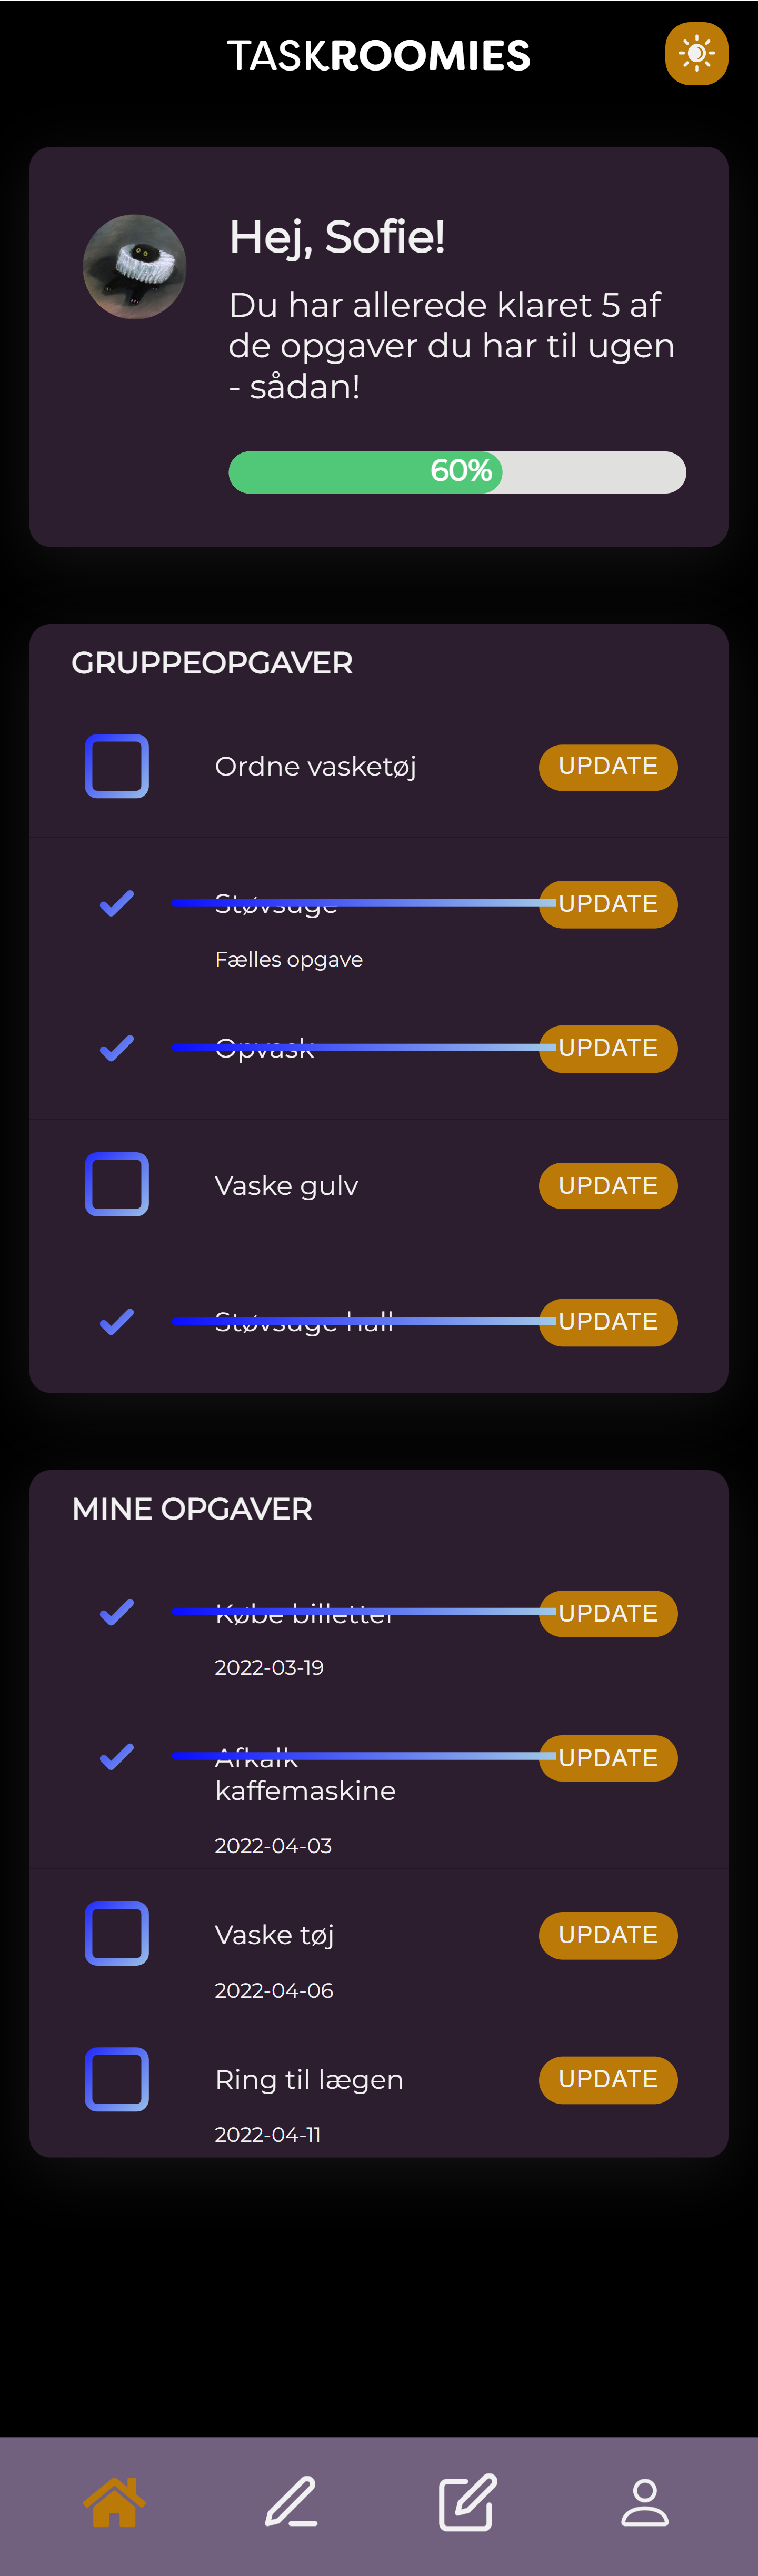 TASKROOMIES
Hej, Sofie!
Du har allerede klaret 5 af
de opgaver du har til ugen
- sådan!
60%
GRUPPEOPGAVER
Ordne vasketøj
UPDATE
Støvsuge
UPDATE
Fælles opgave
Opvask
UPDATE
Vaske gulv
UPDATE
Støvsuge hall
UPDATE
MINE OPGAVER
Købe billetter
UPDATE
2022-03-19
Afkalk
kaffemaskine
UPDATE
2022-04-03
Vaske tøj
UPDATE
2022-04-06
Ring til lægen
UPDATE
2022-04-11